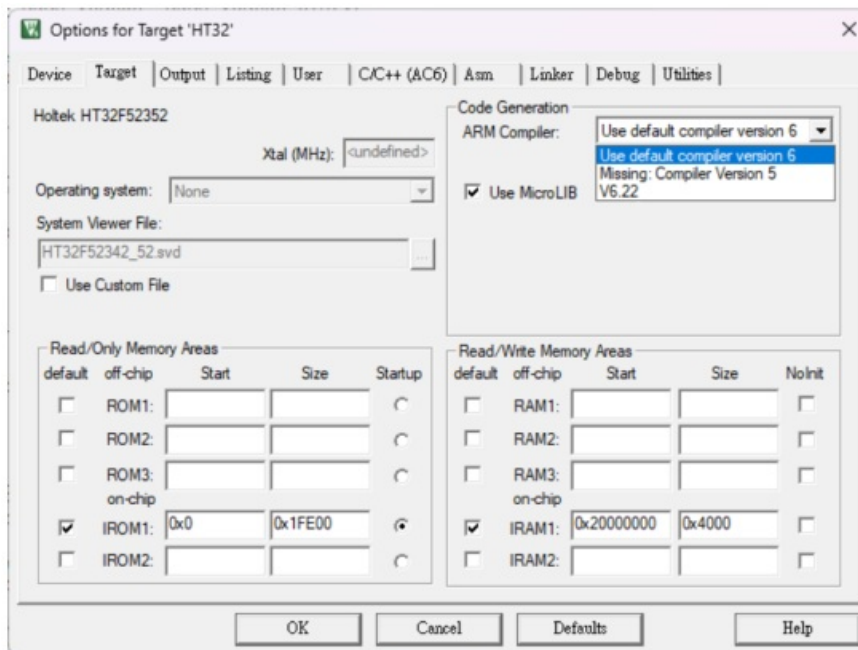 Options for Target 'HT32'
Device Target Output Listing User C/C++ (AC6) Asm Linker Debug Utilities
Holtek HT32F52352
Xtal (MHz): <undefined>
Operating system: None
System Viewer File:
HT32F52342_52.svd ...
Use Custom File
Code Generation
ARM Compiler: Use default compiler version 6
Use default compiler version 6
Missing: Compiler Version 5
V6.22
Use MicroLIB
Read/Only Memory Areas
default off-chip Start Size Startup
ROM1:
ROM2:
ROM3:
on-chip
IROM1: 0x0 0x1FE00
IROM2:
Read/Write Memory Areas
default off-chip Start Size NoInit
RAM1:
RAM2:
RAM3:
on-chip
IRAM1: 0x20000000 0x4000
IRAM2:
OK Cancel Defaults Help